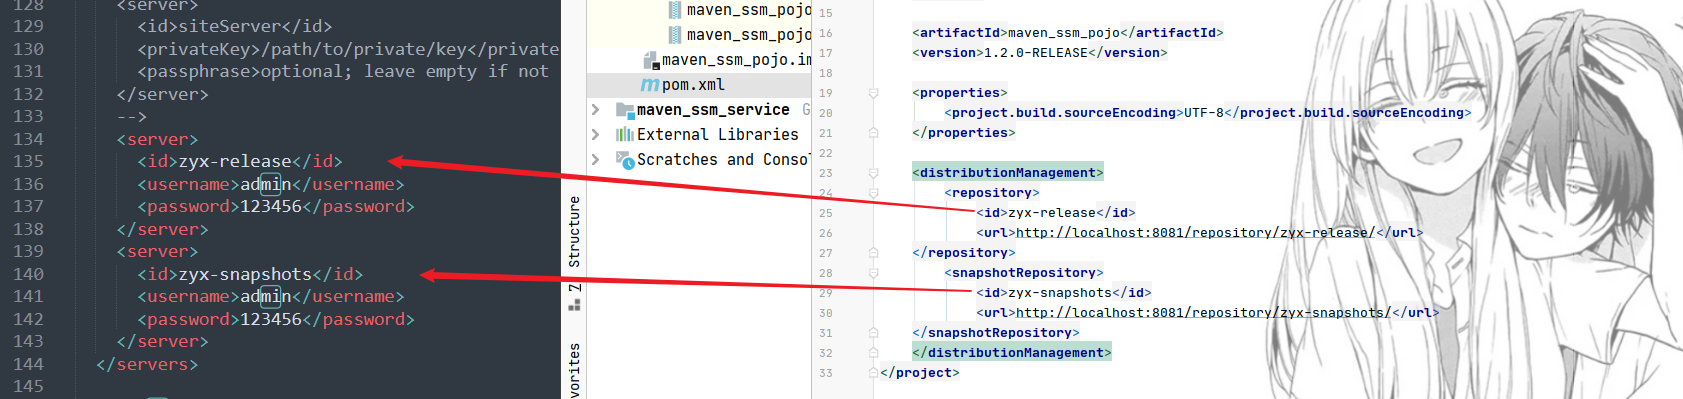 128 <server>
129 <id>siteServer</id>
130 <privateKey>/path/to/private/key</private
131 <passphrase>optional; leave empty if not
132 </server>
133 -->
134 <server>
135 <id>zyx-release</id>
136 <username>admin</username>
137 <password>123456</password>
138 </server>
139 <server>
140 <id>zyx-snapshots</id>
141 <username>admin</username>
142 <password>123456</password>
143 </server>
144 </servers>
145
Structure
7
vorites
maven_ssm_pojo
maven_ssm_pojo
maven_ssm_pojo.im
pom.xml
maven_ssm_service G
External Libraries
Scratches and Conso
15
16 <artifactId>maven_ssm_pojo</artifactId>
17 <version>1.2.0-RELEASE</version>
18
19 <properties>
20 <project.build.sourceEncoding>UTF-8</project.build.sourceEncoding>
21 </properties>
22
23 <distributionManagement>
24 <repository>
25 <id>zyx-release</id>
26 <url>http://localhost:8081/repository/zyx-release/</url>
27 </repository>
28 <snapshotRepository>
29 <id>zyx-snapshots</id>
30 <url>http://localhost:8081/repository/zyx-snapshots/</url>
31 </snapshotRepository>
32 </distributionManagement>
33 </project>